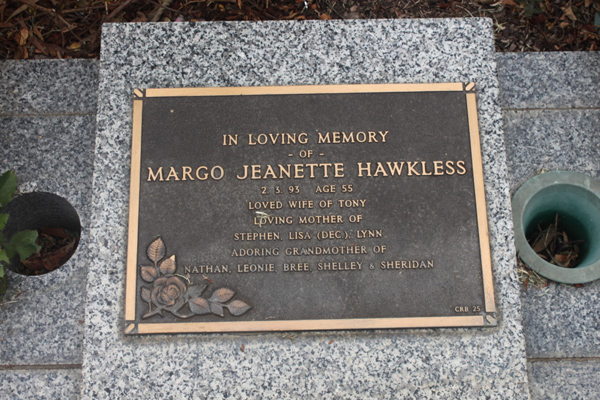 IN LOVING MEMORY
- OF -
MARGO JEANETTE HAWKLESS
2. 5. 93 AGE 55
LOVED WIFE OF TONY
LOVING MOTHER OF
STEPHEN, LISA (DEC.), LYNN
ADORING GRANDMOTHER OF
NATHAN, LEONIE, BREE, SHELLEY & SHERIDAN
CRB 25